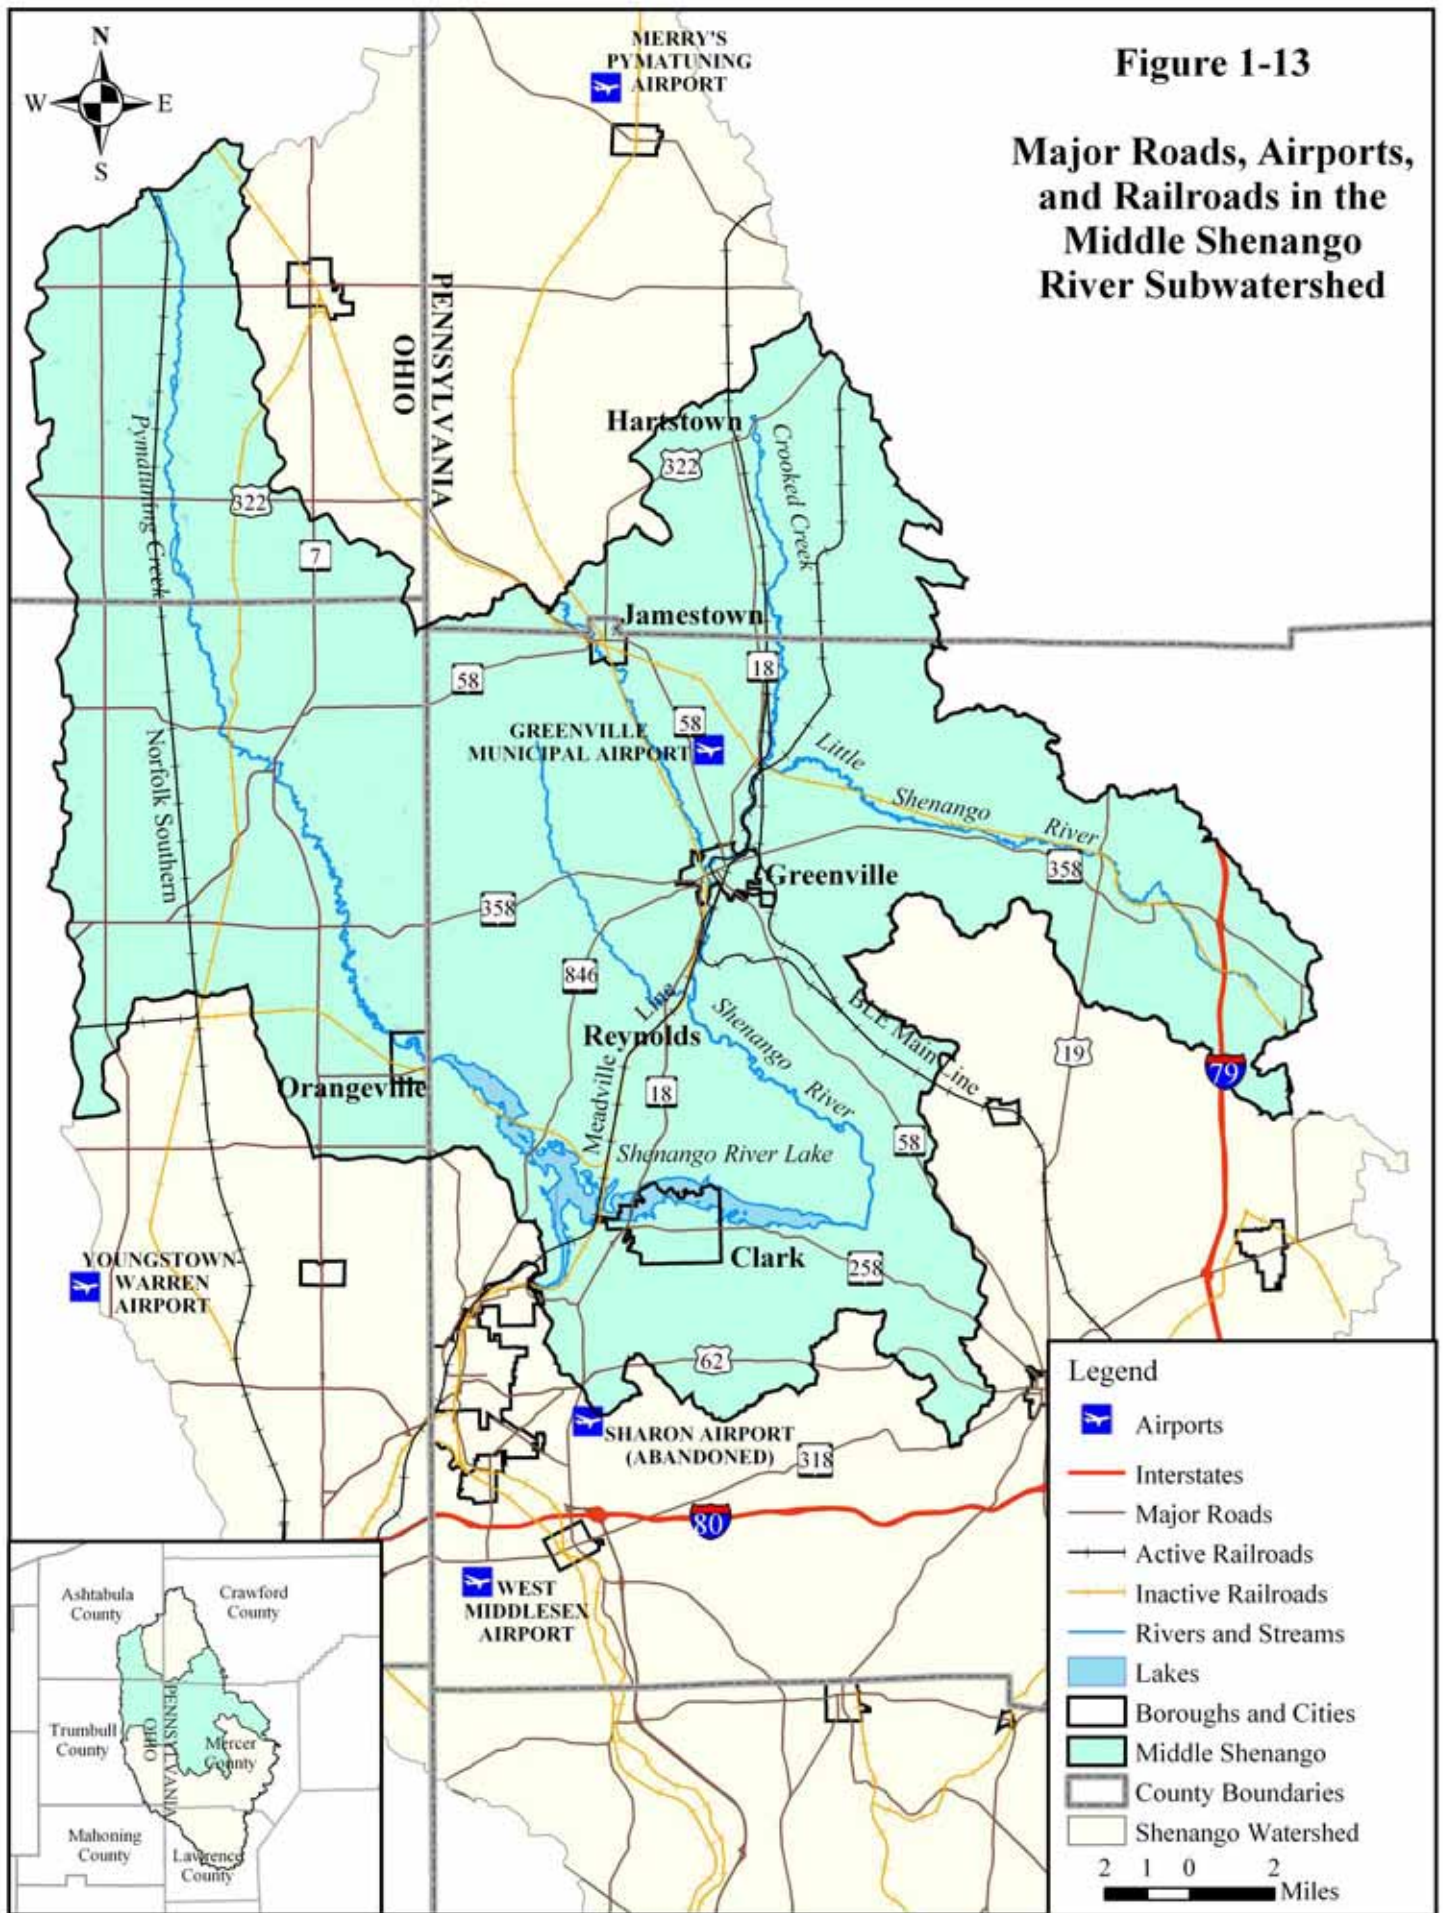 Figure 1-13
Major Roads, Airports,
and Railroads in the
Middle Shenango
River Subwatershed
N
W
E
S
MERRY'S
PYMATUNING
AIRPORT
PENNSYLVANIA
OHIO
Hartstown
322
Crooked Creek
Pymatuning Creek
322
7
Jamestown
58
18
58
GREENVILLE
MUNICIPAL AIRPORT
Little
Shenango
River
Norfolk Southern
358
Greenville
358
846
Line
Shenango
River
BLE Main Line
Reynolds
19
79
Orangeville
18
Meadville
58
Shenango River Lake
Clark
258
YOUNGSTOWN-
WARREN
AIRPORT
62
SHARON AIRPORT
(ABANDONED)
318
80
WEST
MIDDLESEX
AIRPORT
Legend
Airports
Interstates
Major Roads
Active Railroads
Inactive Railroads
Rivers and Streams
Lakes
Boroughs and Cities
Middle Shenango
County Boundaries
Shenango Watershed
2 1 0 2
Miles
Ashtabula
County
Crawford
County
PENNSYLVANIA
OHIO
Trumbull
County
Mercer
County
Mahoning
County
Lawrence
County